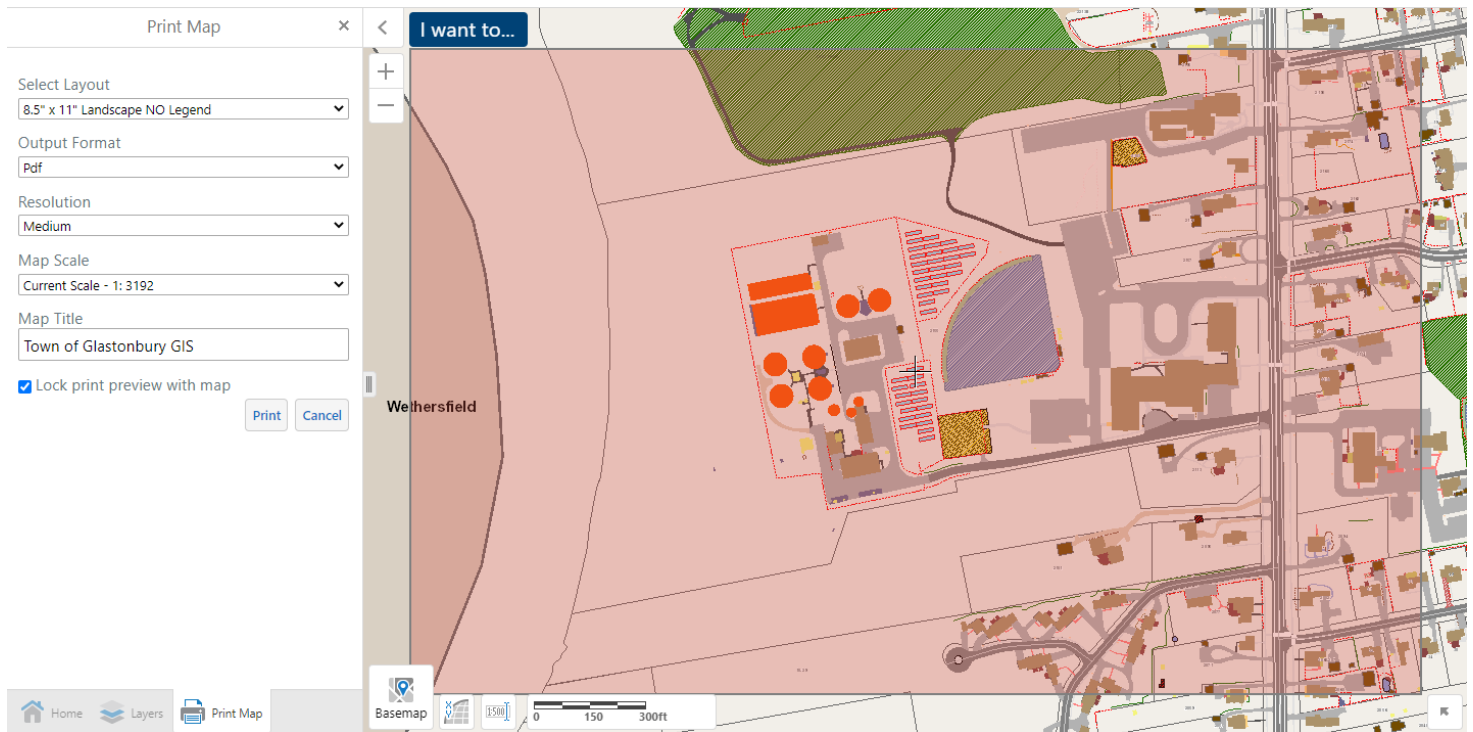 Print Map
×
Select Layout
8.5" x 11" Landscape NO Legend
Output Format
Pdf
Resolution
Medium
Map Scale
Current Scale - 1: 3192
Map Title
Town of Glastonbury GIS
Lock print preview with map
Print Cancel
Home Layers Print Map
I want to...
+
−
Wethersfield
Basemap
1:500
0 150 300ft